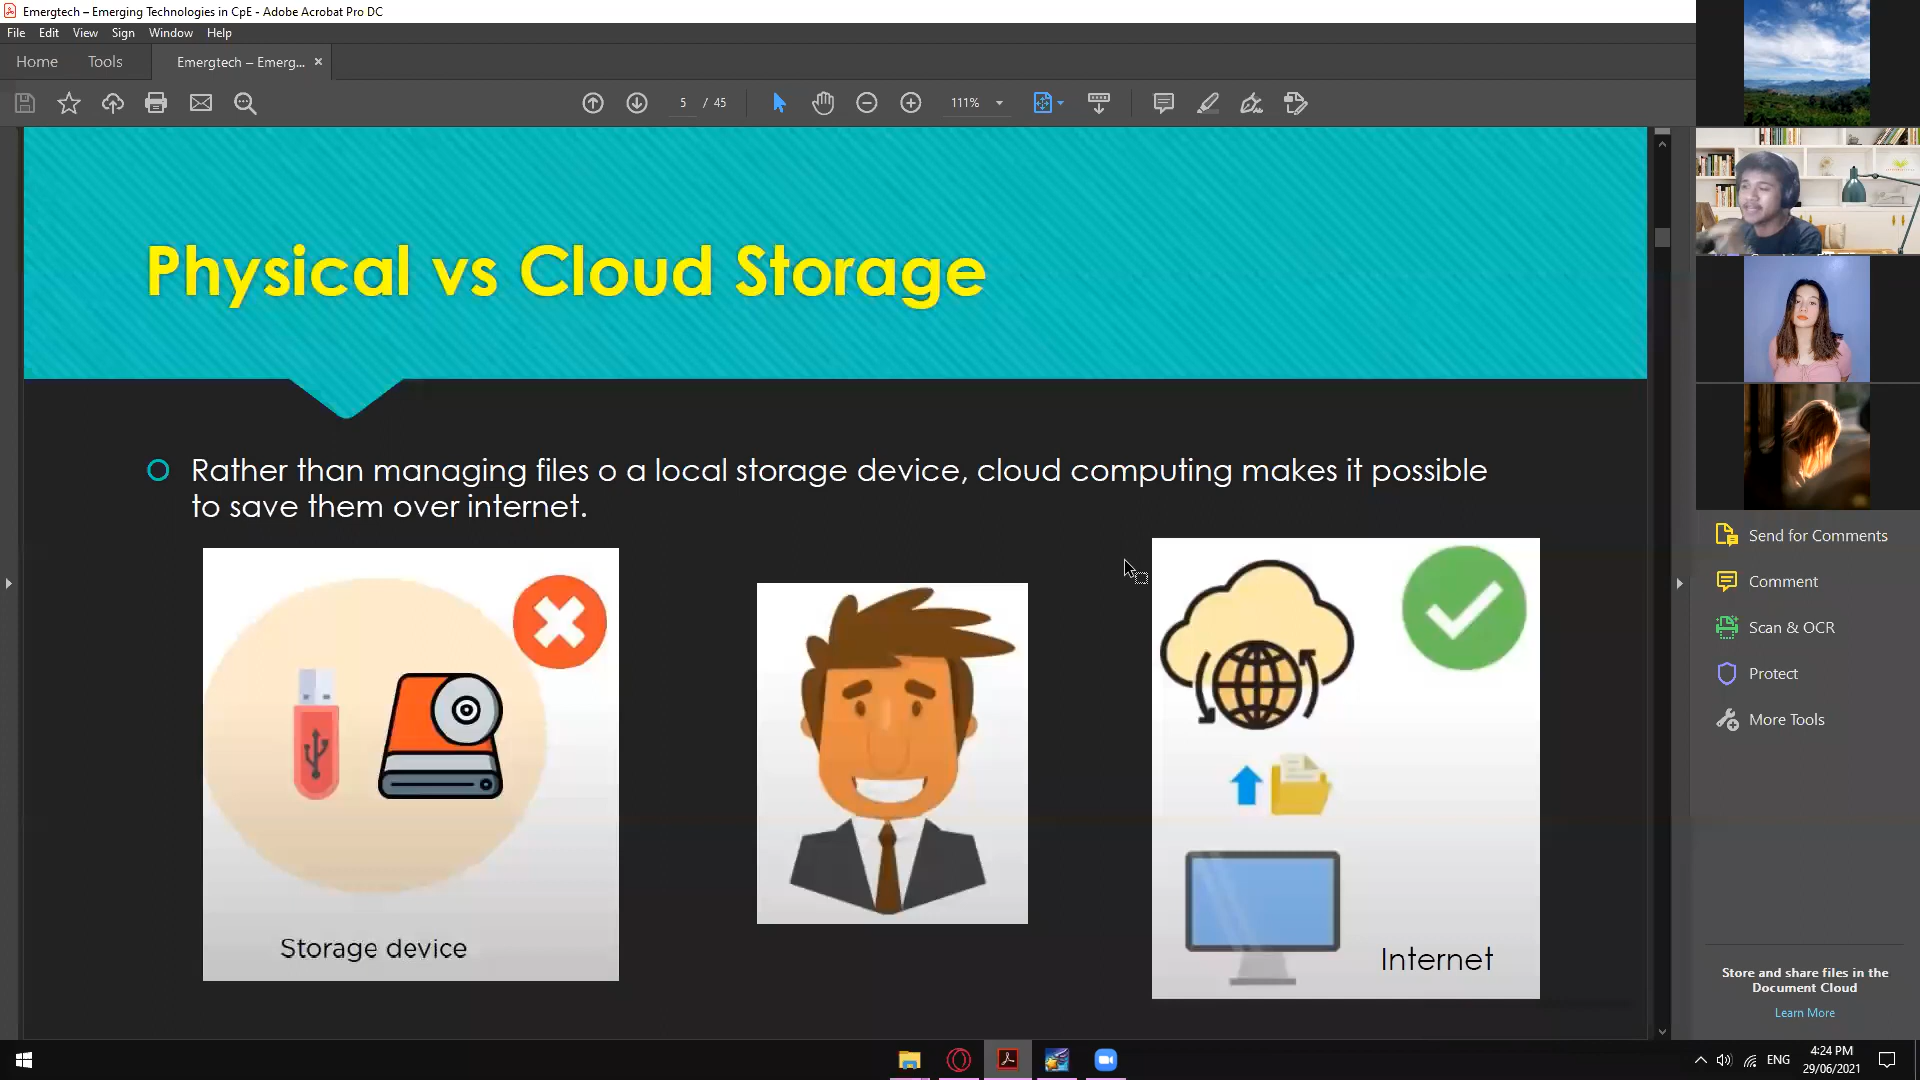 Emergtech – Emerging Technologies in CpE - Adobe Acrobat Pro DC
File Edit View Sign Window Help
Home Tools Emergtech – Emerg... ×
5 / 45 111%
Physical vs Cloud Storage
Rather than managing files o a local storage device, cloud computing makes it possible
to save them over internet.
Storage device
Internet
Send for Comments
Comment
Scan & OCR
Protect
More Tools
Store and share files in the
Document Cloud
Learn More
ENG
4:24 PM
29/06/2021